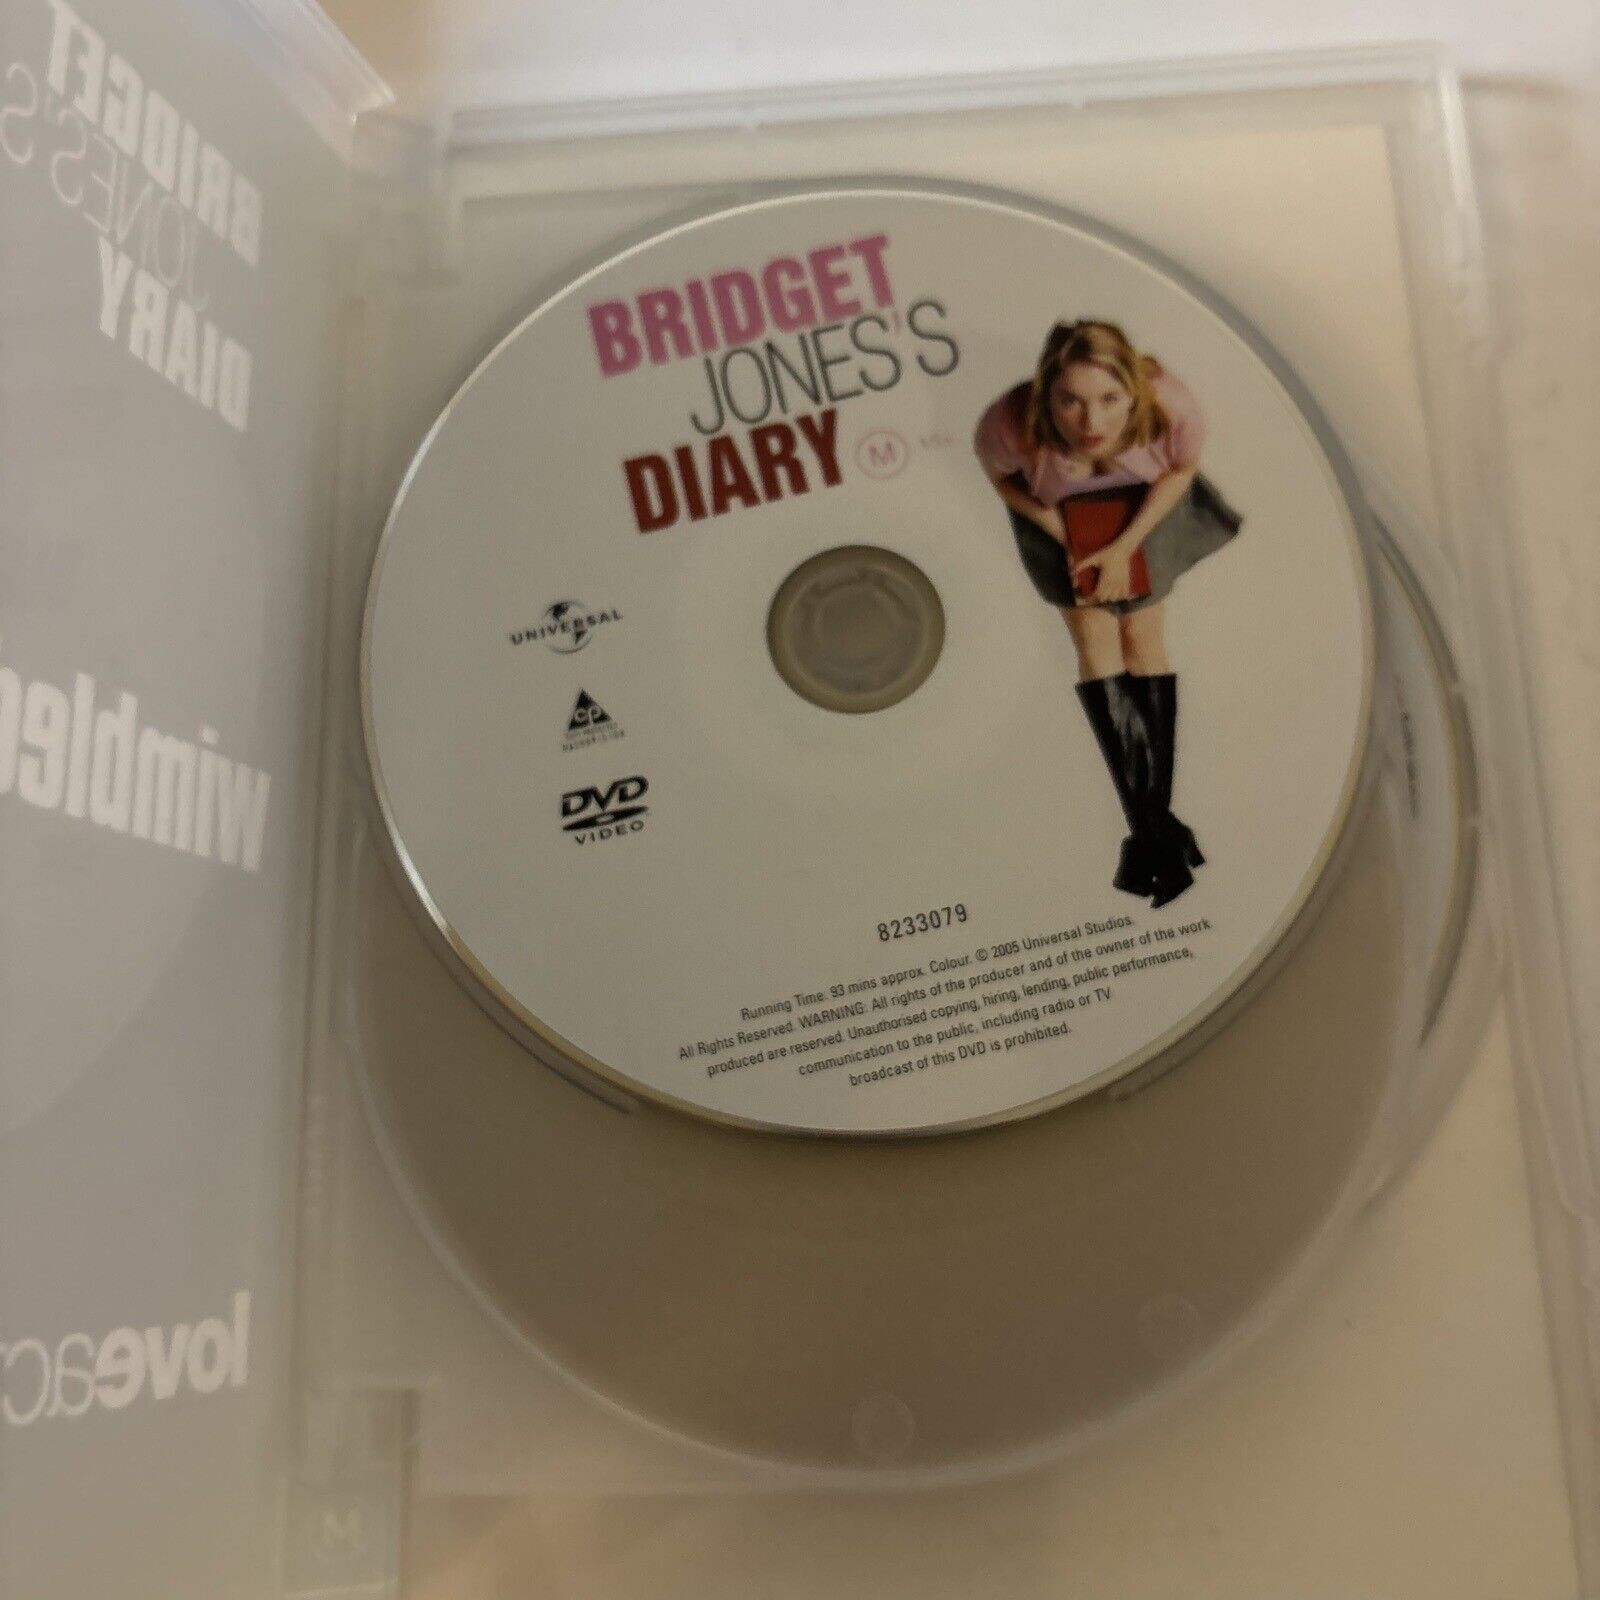 BRIDGET
JONES'S
DIARY
M 15+
UNIVERSAL
cp
DVD
VIDEO
8233079
Running Time. 93 mins approx. Colour. © 2005 Universal Studios.
All Rights Reserved. WARNING: All rights of the producer and of the owner of the work
produced are reserved. Unauthorised copying, hiring, lending, public performance,
communication to the public, including radio or TV
broadcast of this DVD is prohibited.
BRIDGET
JONES'S
DIARY
wimbled
loveac
M